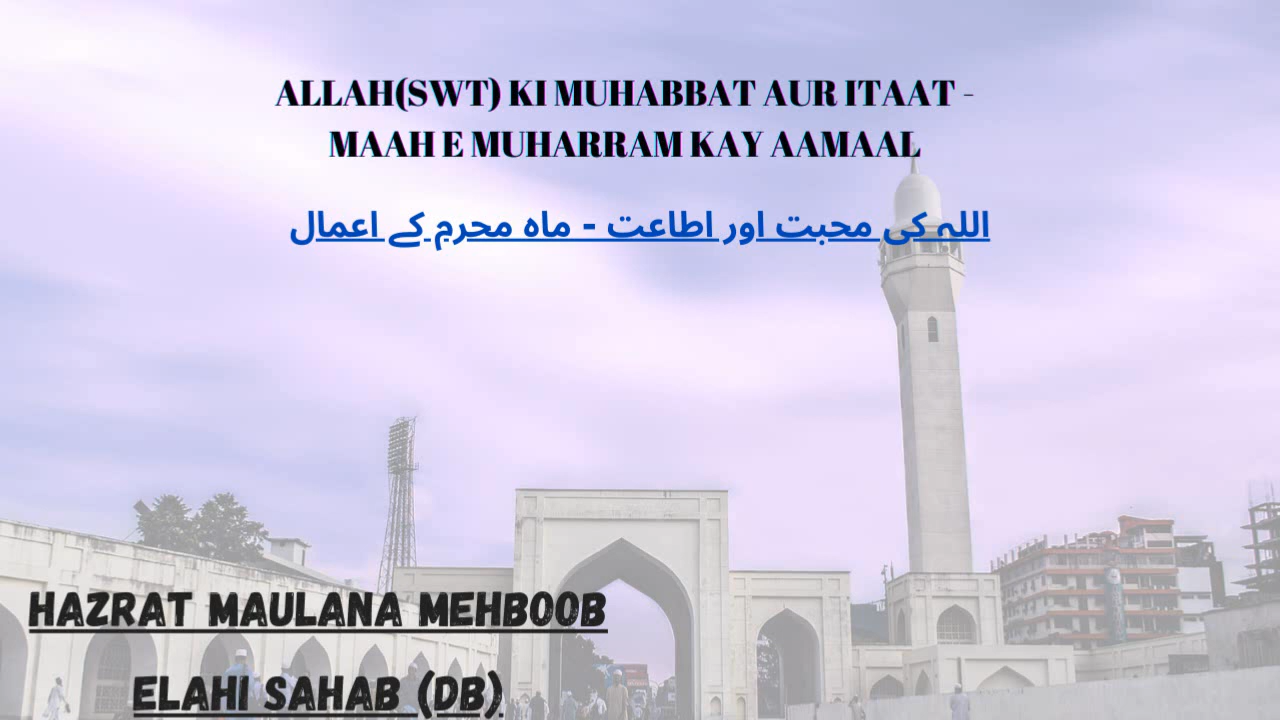 ALLAH(SWT) KI MUHABBAT AUR ITAAT -
MAAH E MUHARRAM KAY AAMAAL
اللہ کی محبت اور اطاعت - ماہ محرم کے اعمال
HAZRAT MAULANA MEHBOOB
ELAHI SAHAB (DB)